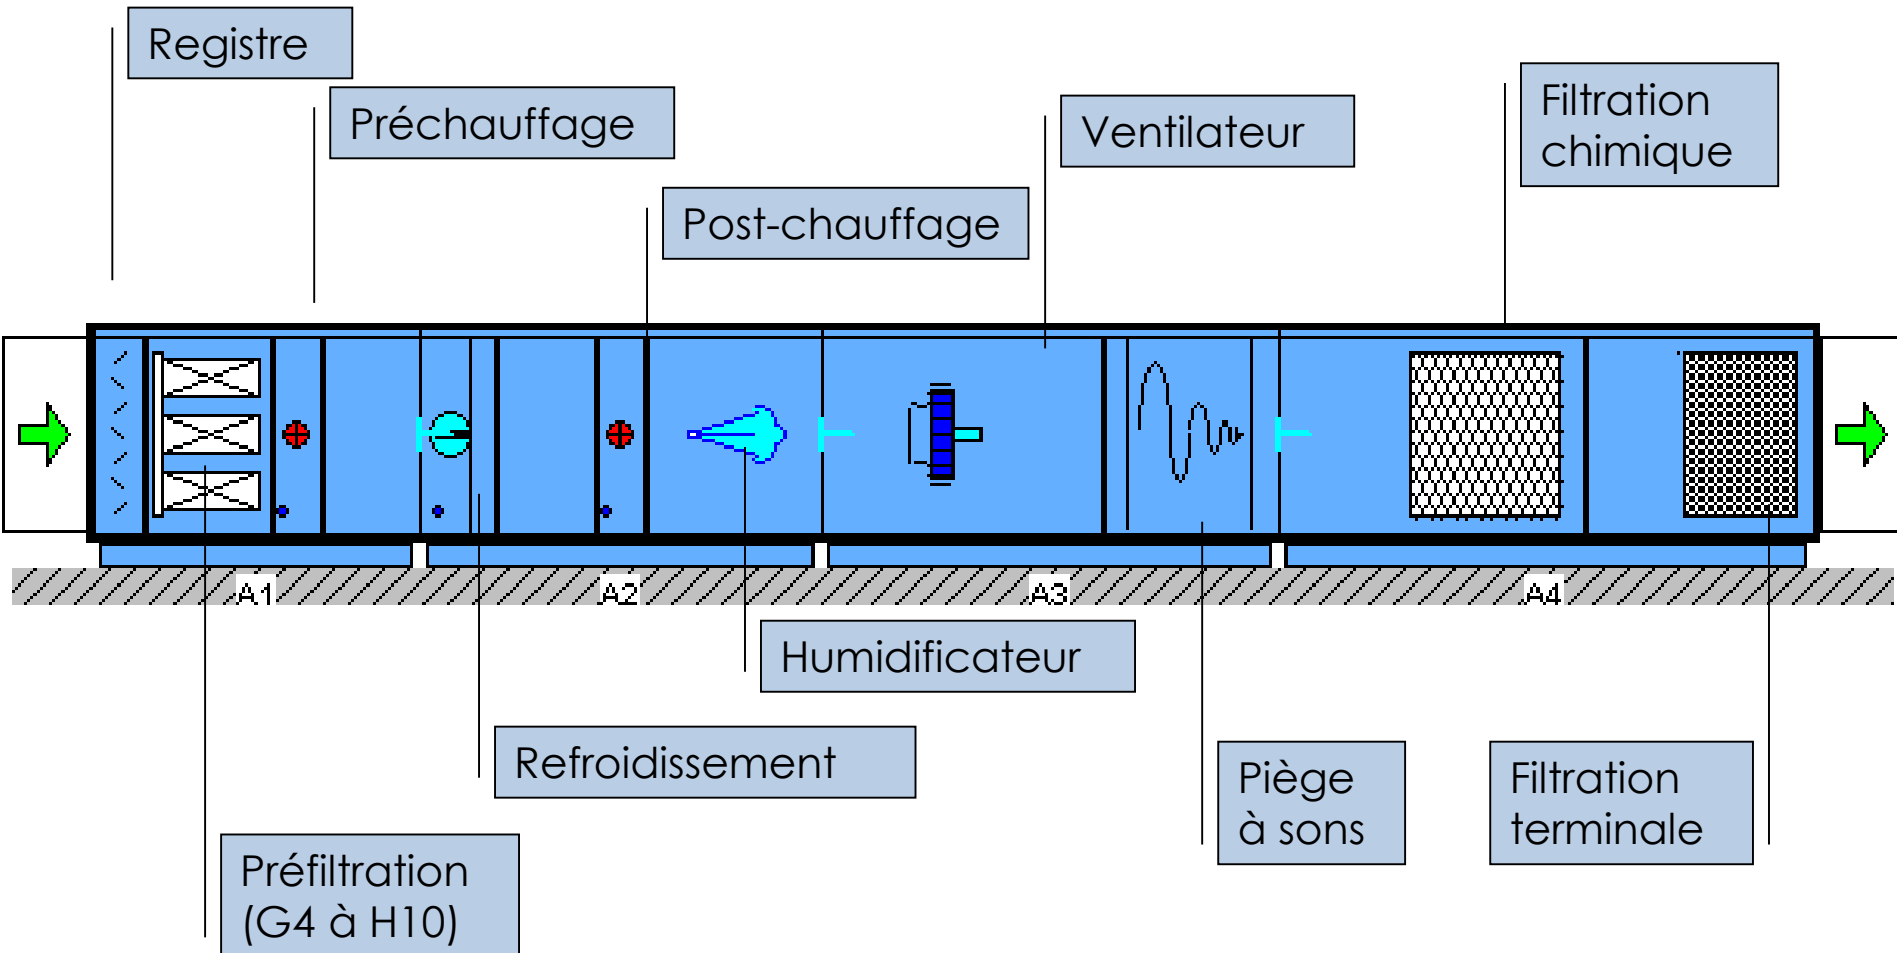 Registre
Préchauffage
Post-chauffage
Ventilateur
Filtration
chimique
A1
A2
A3
A4
Humidificateur
Refroidissement
Préfiltration
(G4 à H10)
Piège
à sons
Filtration
terminale